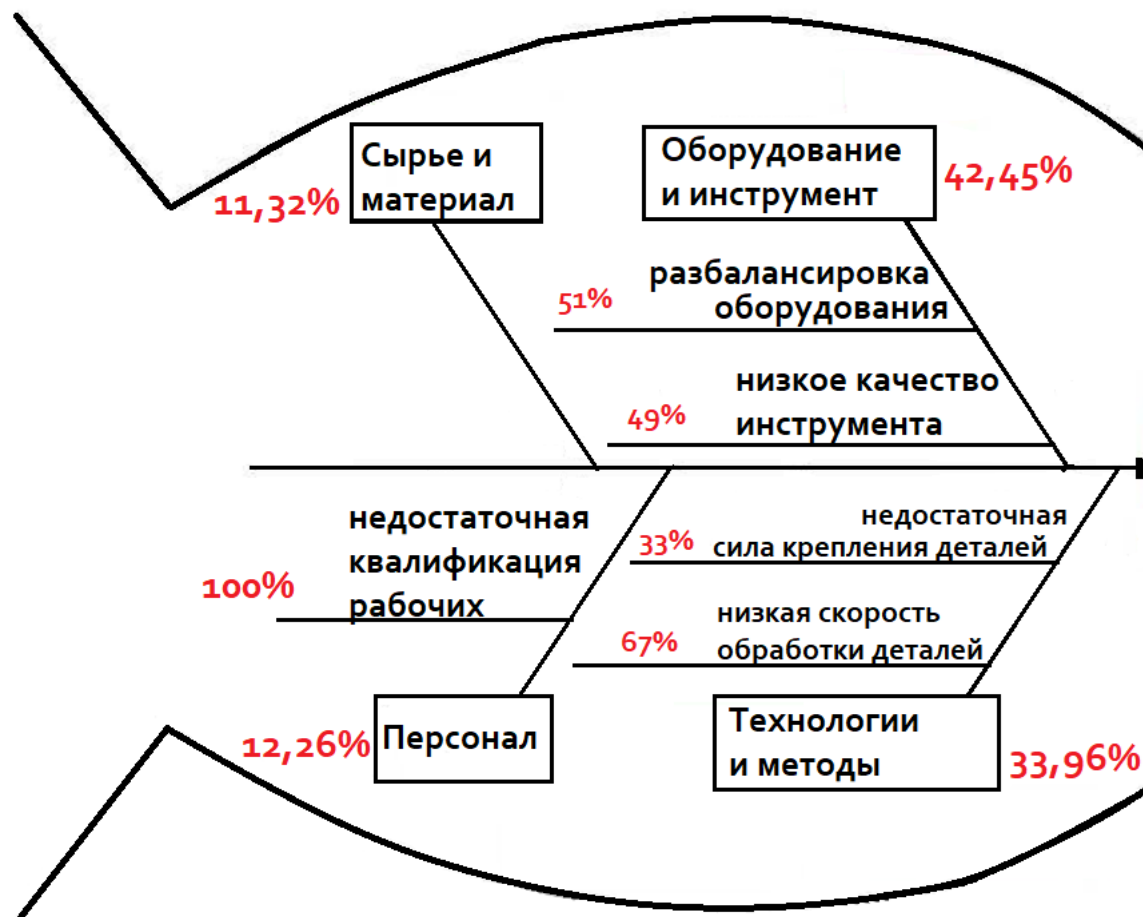 Сырье и
материал
11,32%
Оборудование
и инструмент
42,45%
разбалансировка
оборудования
51%
низкое качество
инструмента
49%
недостаточная
квалификация
рабочих
100%
недостаточная
сила крепления деталей
33%
низкая скорость
обработки деталей
67%
Персонал
12,26%
Технологии
и методы
33,96%